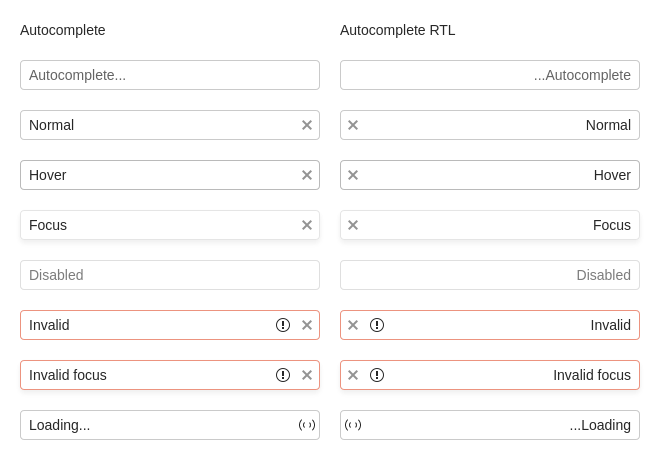 Autocomplete
Autocomplete...
Normal
Hover
Focus
Disabled
Invalid
Invalid focus
Loading...
Autocomplete RTL
...Autocomplete
Normal
Hover
Focus
Disabled
Invalid
Invalid focus
...Loading